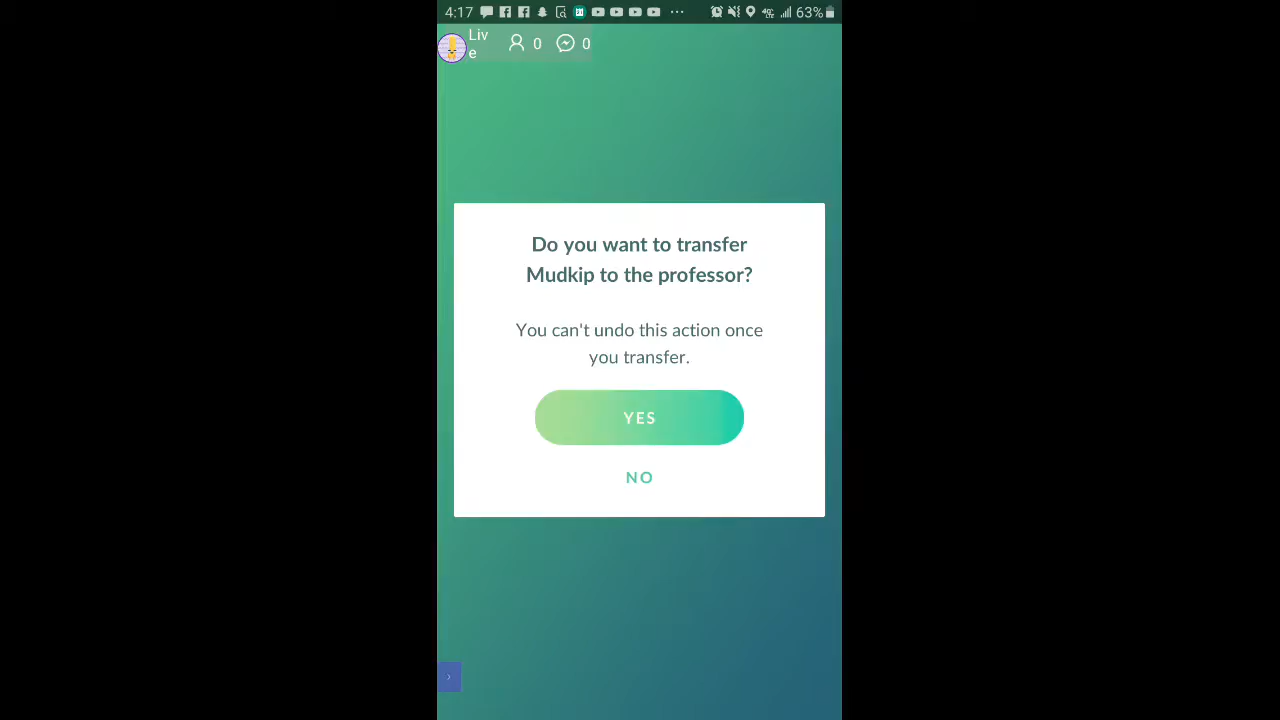 4:17
63%
Liv
e
0
0
Do you want to transfer
Mudkip to the professor?
You can't undo this action once
you transfer.
YES
NO